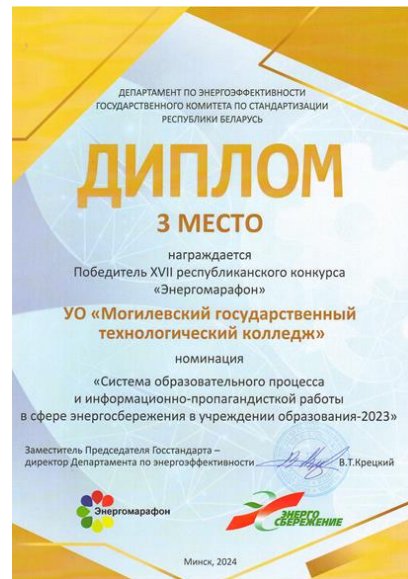 ДЕПАРТАМЕНТ ПО ЭНЕРГОЭФФЕКТИВНОСТИ
ГОСУДАРСТВЕННОГО КОМИТЕТА ПО СТАНДАРТИЗАЦИИ
РЕСПУБЛИКИ БЕЛАРУСЬ
ДИПЛОМ
3 МЕСТО
награждается
Победитель XVII республиканского конкурса
«Энергомарафон»
УО «Могилевский государственный
технологический колледж»
номинация
«Система образовательного процесса
и информационно-пропагандисткой работы
в сфере энергосбережения в учреждении образования-2023»
Заместитель Председателя Госстандарта –
директор Департамента по энергоэффективности В.Т.Крецкий
Энергомарафон
ЭНЕРГО
СБЕРЕЖЕНИЕ
Минск, 2024